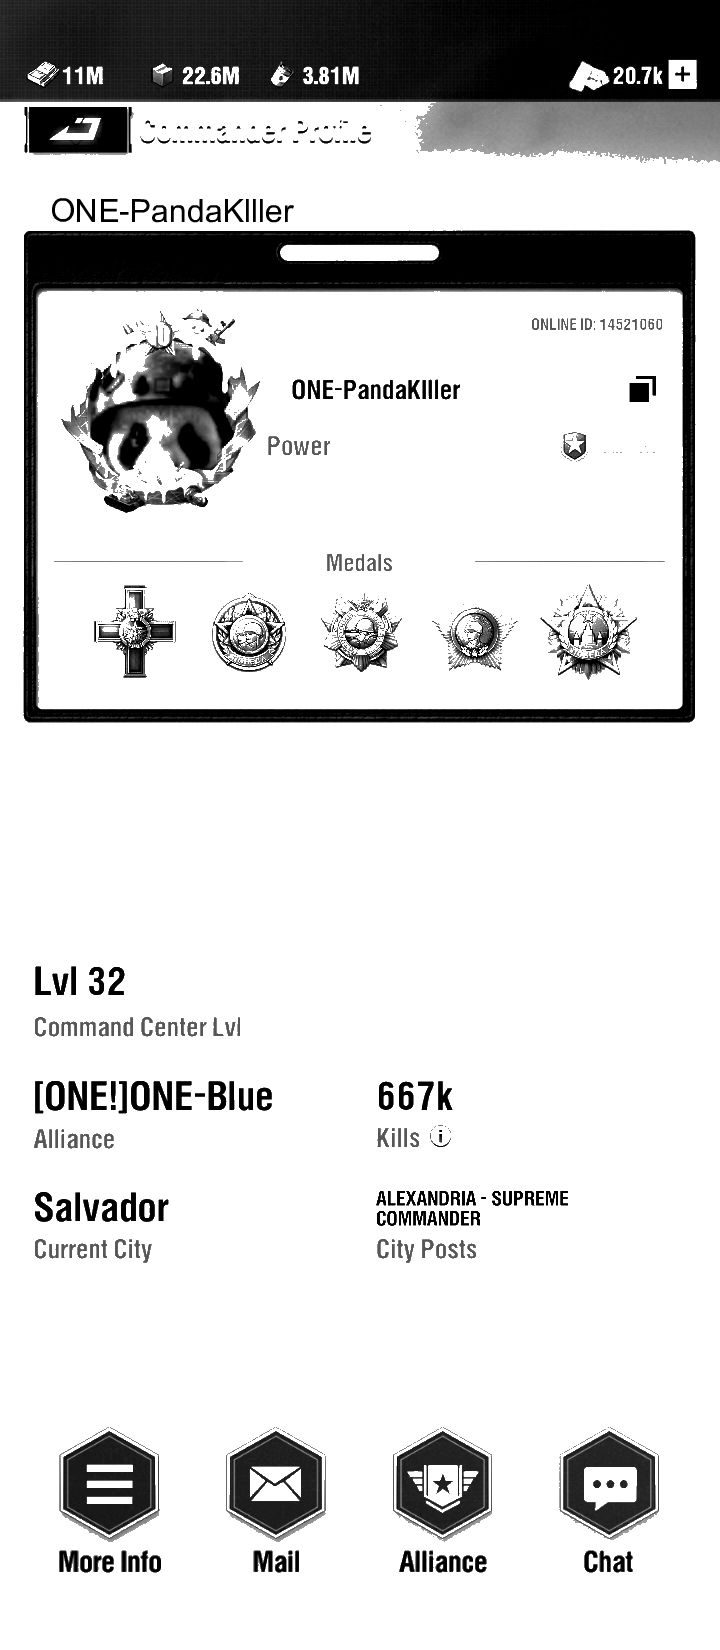 11M 22.6M 3.81M 20.7k +
Commander Profile
ONE-PandaKIller
ONLINE ID: 14521060
ONE-PandaKIller
Power
Medals
Lvl 32
Command Center Lvl
[ONE!]ONE-Blue 667k
Alliance Kills i
Salvador ALEXANDRIA - SUPREME
COMMANDER
Current City City Posts
More Info Mail Alliance Chat